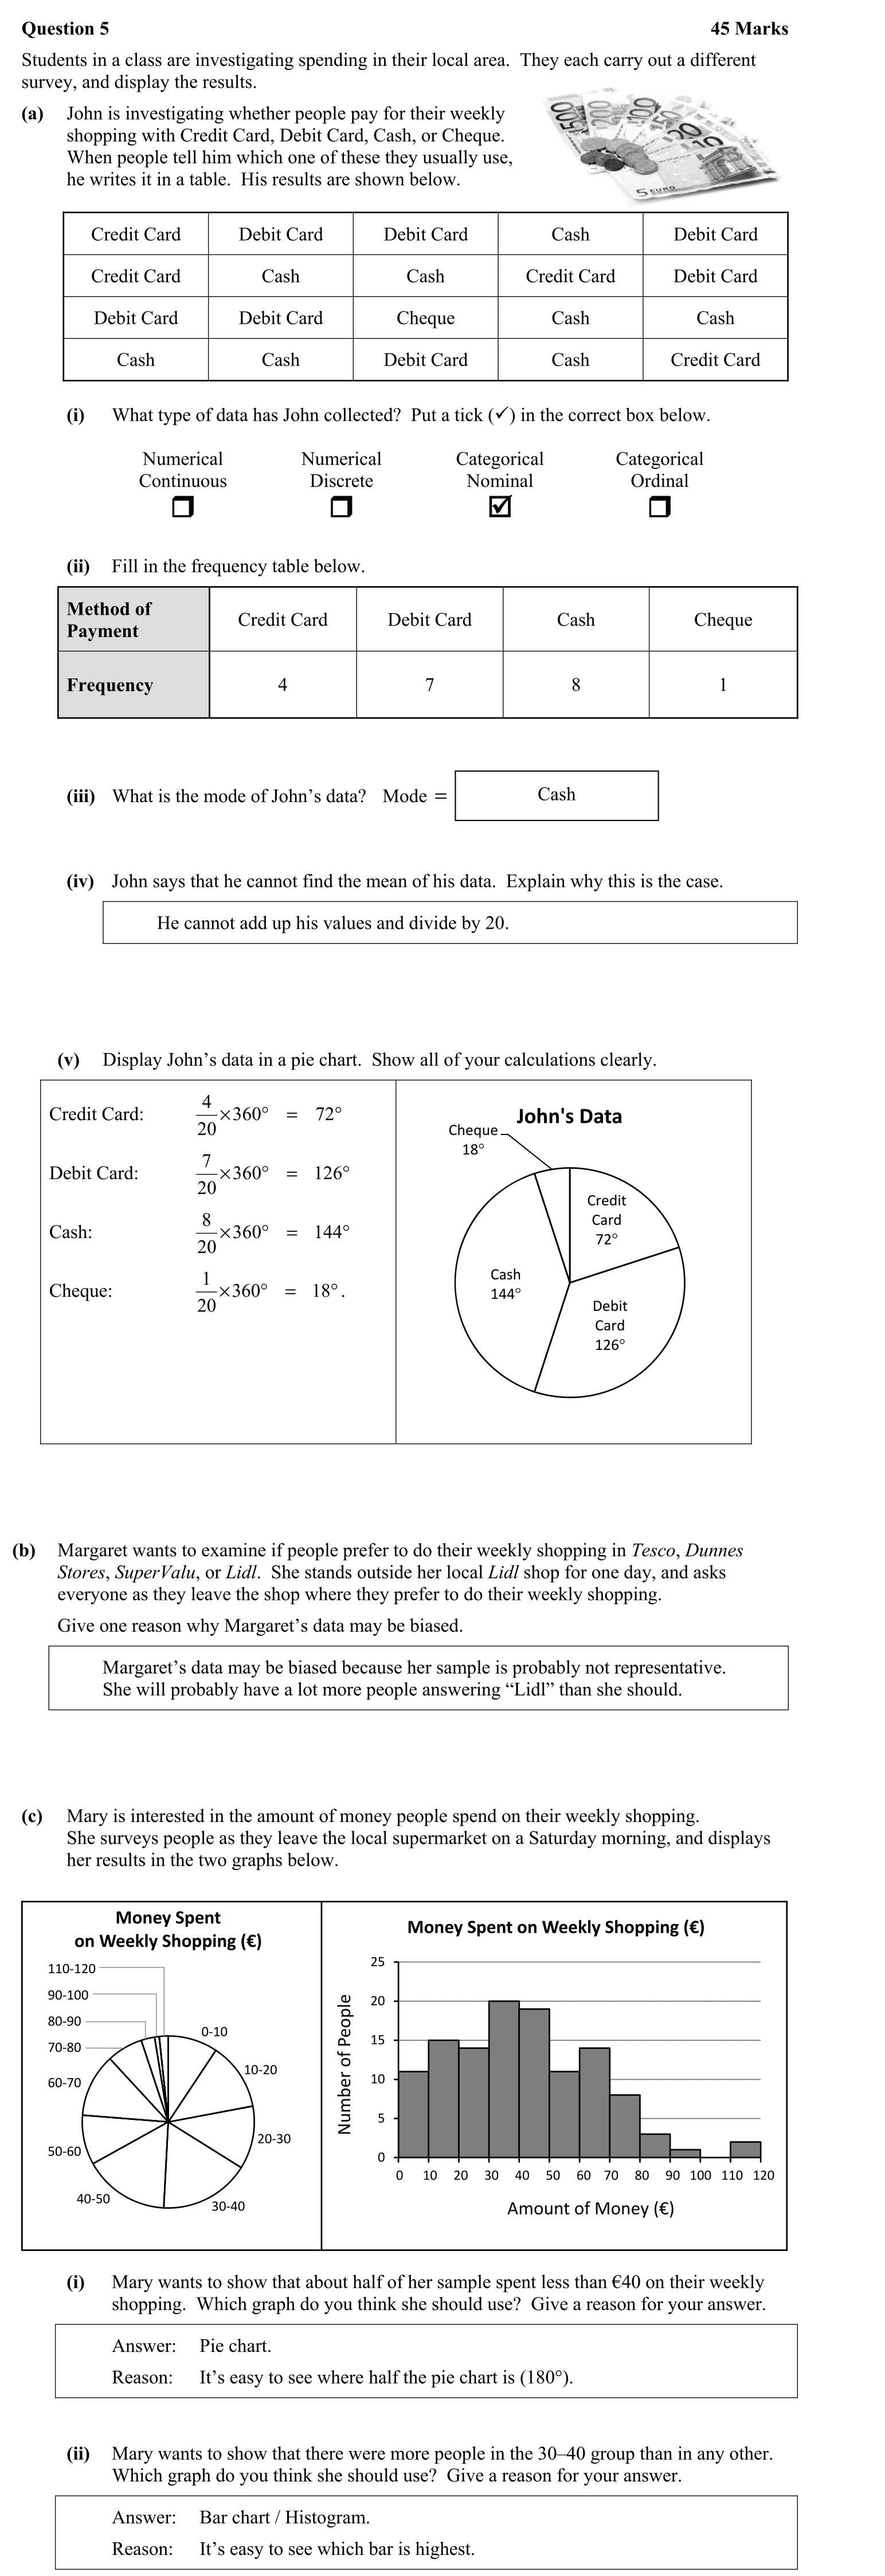 Question 5 45 Marks
Students in a class are investigating spending in their local area. They each carry out a different
survey, and display the results.
(a) John is investigating whether people pay for their weekly
shopping with Credit Card, Debit Card, Cash, or Cheque.
When people tell him which one of these they usually use,
he writes it in a table. His results are shown below.
500 200 100 50 20 10
5 EURO
Credit Card Debit Card Debit Card Cash Debit Card
Credit Card Cash Cash Credit Card Debit Card
Debit Card Debit Card Cheque Cash Cash
Cash Cash Debit Card Cash Credit Card
(i) What type of data has John collected? Put a tick (✓) in the correct box below.
Numerical Numerical Categorical Categorical
Continuous Discrete Nominal Ordinal
❒ ❒ ☑ ❒
(ii) Fill in the frequency table below.
Method of
Payment Credit Card Debit Card Cash Cheque
Frequency 4 7 8 1
(iii) What is the mode of John’s data? Mode = Cash
(iv) John says that he cannot find the mean of his data. Explain why this is the case.
He cannot add up his values and divide by 20.
(v) Display John’s data in a pie chart. Show all of your calculations clearly.
Credit Card: 4/20 ×360° = 72°
Debit Card: 7/20 ×360° = 126°
Cash: 8/20 ×360° = 144°
Cheque: 1/20 ×360° = 18°.
John's Data
Cheque
18°
Credit
Card
72°
Cash
144°
Debit
Card
126°
(b) Margaret wants to examine if people prefer to do their weekly shopping in Tesco, Dunnes
Stores, SuperValu, or Lidl. She stands outside her local Lidl shop for one day, and asks
everyone as they leave the shop where they prefer to do their weekly shopping.
Give one reason why Margaret’s data may be biased.
Margaret’s data may be biased because her sample is probably not representative.
She will probably have a lot more people answering “Lidl” than she should.
(c) Mary is interested in the amount of money people spend on their weekly shopping.
She surveys people as they leave the local supermarket on a Saturday morning, and displays
her results in the two graphs below.
Money Spent
on Weekly Shopping (€)
110-120
90-100
80-90
70-80
60-70
50-60
40-50
0-10
10-20
20-30
30-40
Money Spent on Weekly Shopping (€)
Number of People
25
20
15
10
5
0
0 10 20 30 40 50 60 70 80 90 100 110 120
Amount of Money (€)
(i) Mary wants to show that about half of her sample spent less than €40 on their weekly
shopping. Which graph do you think she should use? Give a reason for your answer.
Answer: Pie chart.
Reason: It’s easy to see where half the pie chart is (180°).
(ii) Mary wants to show that there were more people in the 30–40 group than in any other.
Which graph do you think she should use? Give a reason for your answer.
Answer: Bar chart / Histogram.
Reason: It’s easy to see which bar is highest.